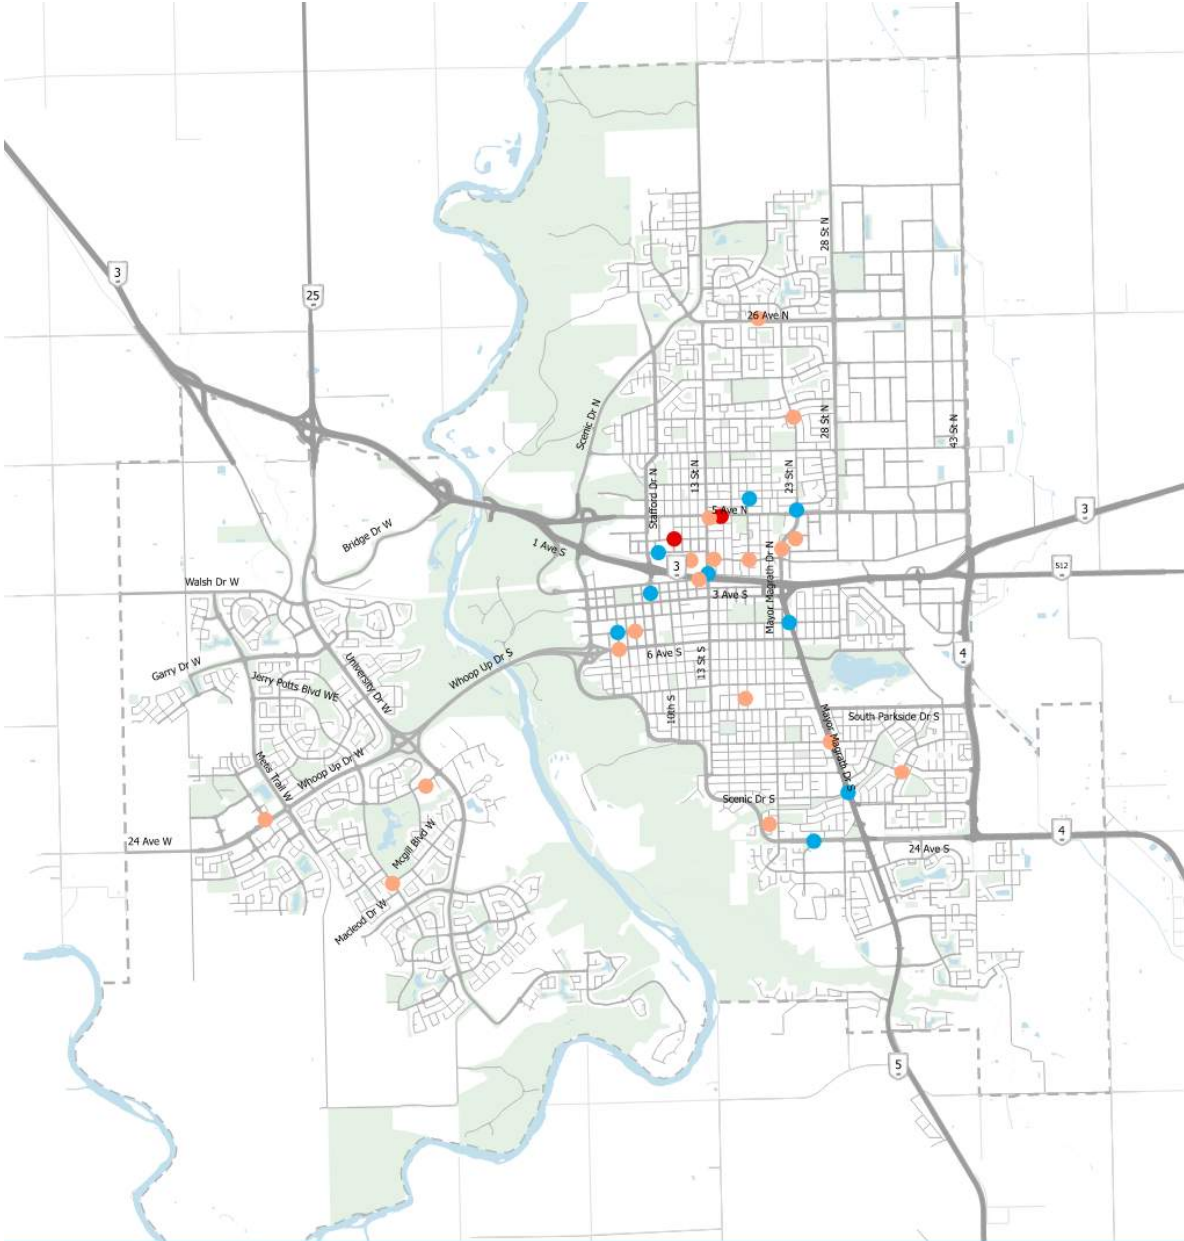 28 St N
3
25
26 Ave N
Scenic Dr N
28 St N
43 St N
13 St N
23 St N
Stafford Dr N
5 Ave N
3
Bridge Dr W
1 Ave S
3
512
Walsh Dr W
3 Ave S
Mayor Magrath Dr N
Garry Dr W
University Dr W
Whoop Up Dr S
6 Ave S
13 St S
4
Jerry Potts Blvd WE
10th S
South Parkside Dr S
Mayor Magrath Dr S
Metis Trail W
Whoop Up Dr W
Scenic Dr S
24 Ave W
Mcgill Blvd W
4
24 Ave S
Macleod Dr W
5